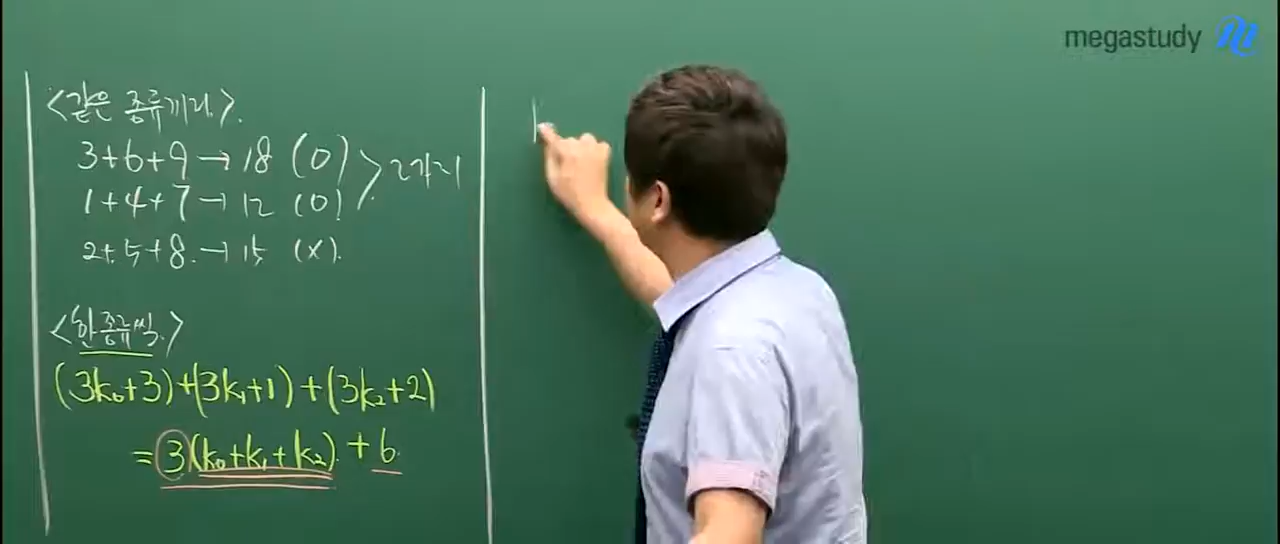 megastudy
<같은 종류끼리>.
3+6+9→18 (O)
1+4+7→12 (O)
> 2가지
2+5+8.→15 (X).
<한 종류씩.>
(3k₀+3)+(3k₁+1)+(3k₂+2)
= 3(k₀+k₁+k₂)+6.